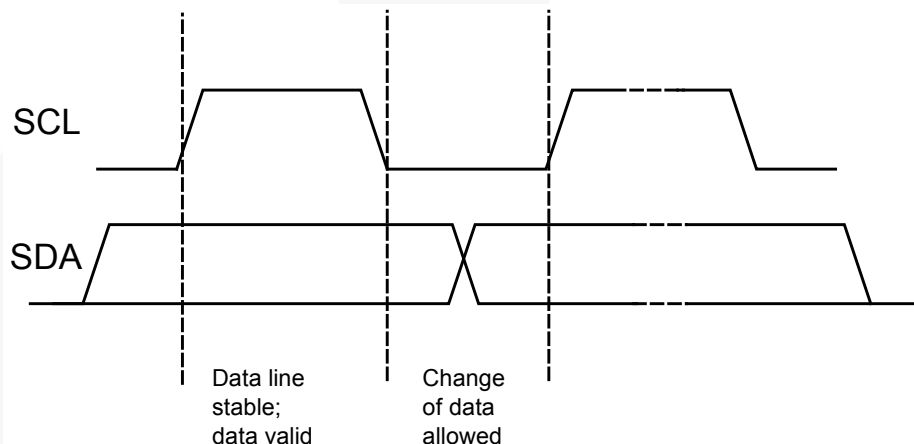 SCL
SDA
Data line
stable;
data valid
Change
of data
allowed